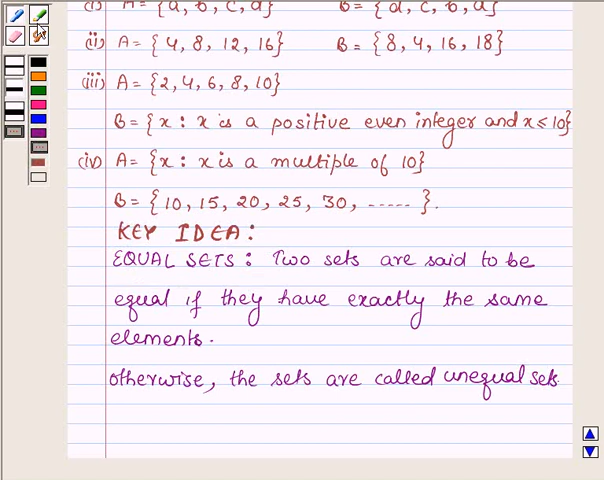 (i) A = {a, b, c, d} B = {d, c, b, a}
(ii) A = {4, 8, 12, 16} B = {8, 4, 16, 18}
(iii) A = {2, 4, 6, 8, 10}
B = {x : x is a positive even integer and x ≤ 10}
(iv) A = {x : x is a multiple of 10}
B = {10, 15, 20, 25, 30, ----- }.
KEY IDEA :
EQUAL SETS : Two sets are said to be
equal if they have exactly the same
elements.
otherwise, the sets are called unequal sets